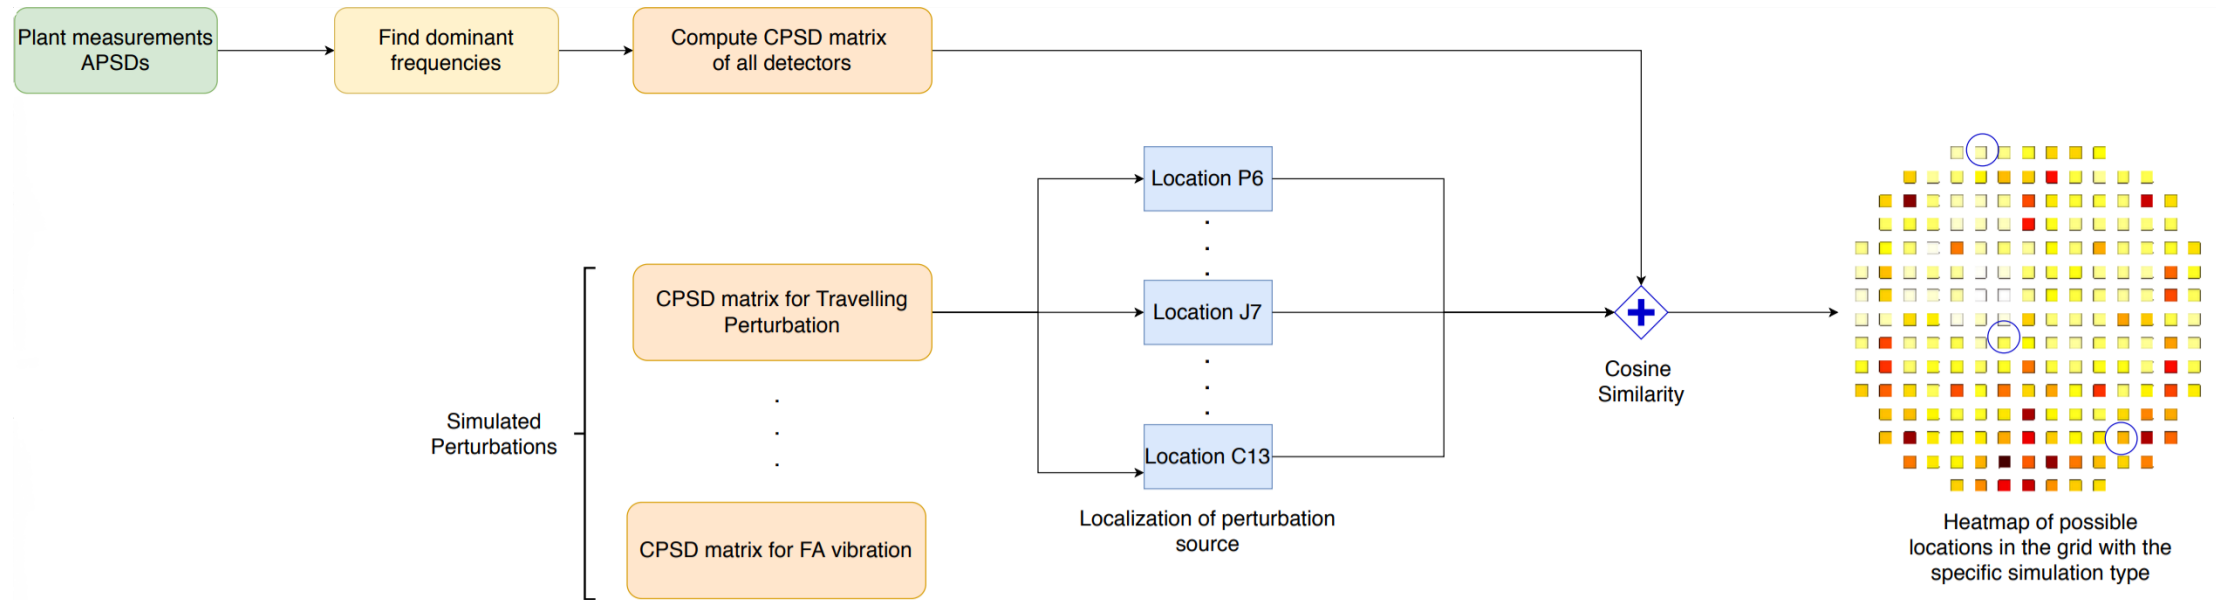 Plant measurements
APSDs
Find dominant
frequencies
Compute CPSD matrix
of all detectors
Location P6
CPSD matrix for Travelling
Perturbation
Location J7
Cosine
Similarity
Simulated
Perturbations
Location C13
CPSD matrix for FA vibration
Localization of perturbation
source
Heatmap of possible
locations in the grid with the
specific simulation type